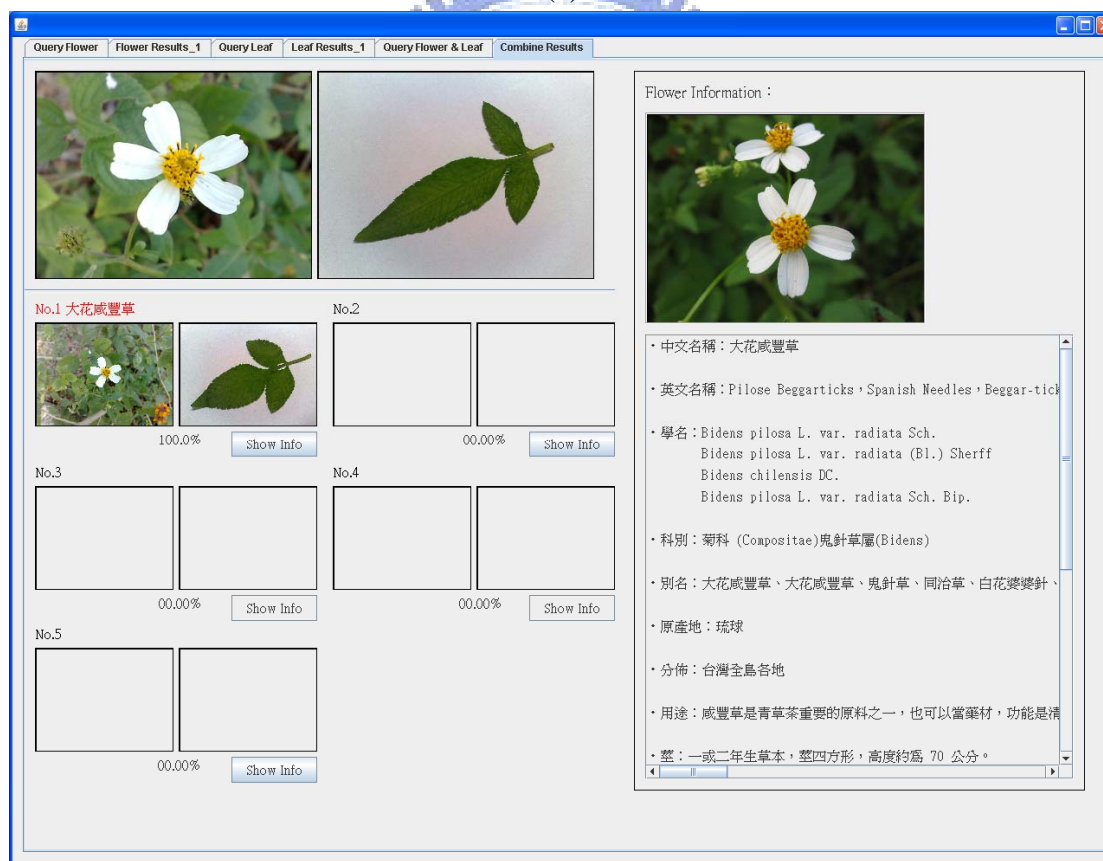 Query Flower
Flower Results_1
Query Leaf
Leaf Results_1
Query Flower & Leaf
Combine Results
No.1 大花咸豐草
100.0%
Show Info
No.2
00.00%
Show Info
No.3
00.00%
Show Info
No.4
00.00%
Show Info
No.5
00.00%
Show Info
Flower Information：
・中文名稱：大花咸豐草
・英文名稱：Pilose Beggarticks，Spanish Needles，Beggar-tick
・學名：Bidens pilosa L. var. radiata Sch.
Bidens pilosa L. var. radiata (Bl.) Sherff
Bidens chilensis DC.
Bidens pilosa L. var. radiata Sch. Bip.
・科別：菊科 (Compositae)鬼針草屬(Bidens)
・別名：大花咸豐草、大花咸豐草、鬼針草、同治草、白花婆婆針、
・原產地：琉球
・分佈：台灣全島各地
・用途：咸豐草是青草茶重要的原料之一，也可以當藥材，功能是清
・莖：一或二年生草本，莖四方形，高度約為 70 公分。